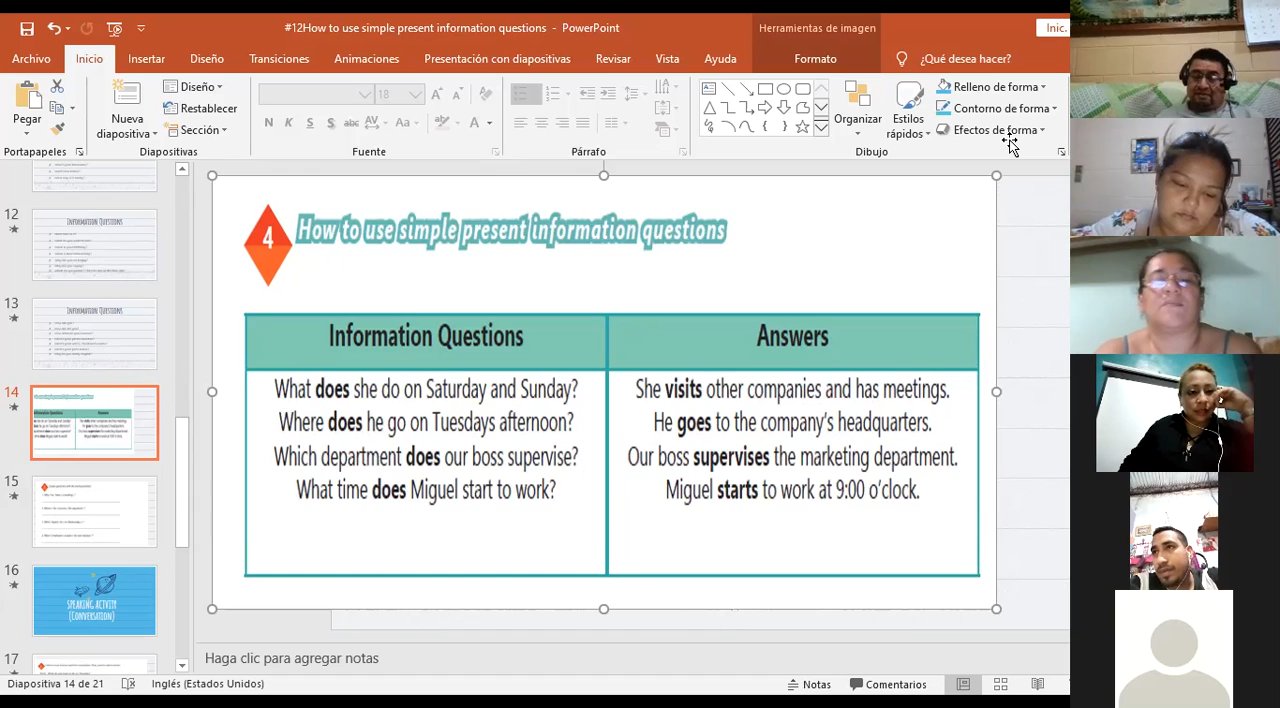 #12How to use simple present information questions - PowerPoint
Herramientas de imagen
Inic.
Archivo Inicio Insertar Diseño Transiciones Animaciones Presentación con diapositivas Revisar Vista Ayuda Formato ¿Qué desea hacer?
Pegar
Nueva diapositiva
Diseño
Restablecer
Sección
18
N K S S abc AV Aa A
Organizar
Estilos rápidos
Relleno de forma
Contorno de forma
Efectos de forma
Portapapeles Diapositivas Fuente Párrafo Dibujo
12
INFORMATION QUESTIONS
13
INFORMATION QUESTIONS
14
15
16
SPEAKING ACTVITY
(CONVERSATION)
17
4
How to use simple present information questions
Information Questions Answers
What does she do on Saturday and Sunday? She visits other companies and has meetings.
Where does he go on Tuesdays afternoon? He goes to the company's headquarters.
Which department does our boss supervise? Our boss supervises the marketing department.
What time does Miguel start to work? Miguel starts to work at 9:00 o'clock.
Haga clic para agregar notas
Diapositiva 14 de 21 Inglés (Estados Unidos) Notas Comentarios